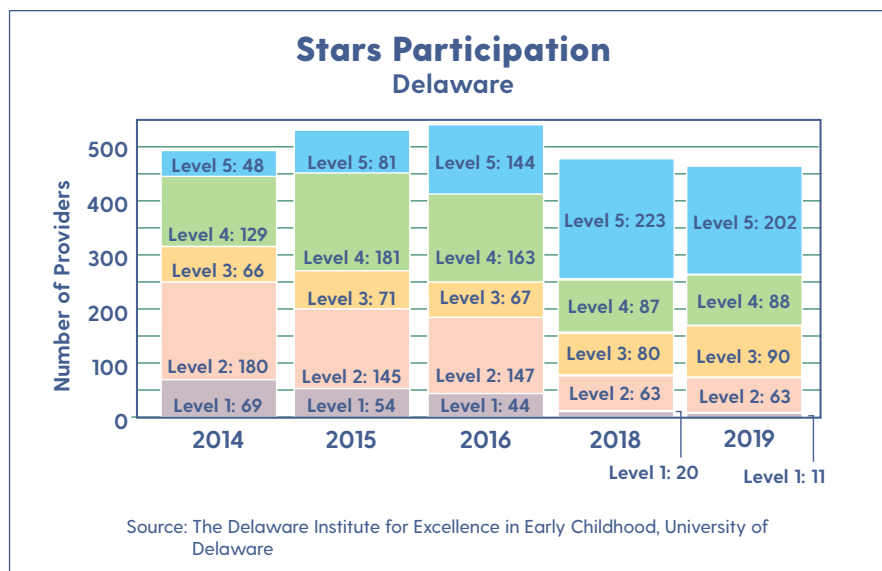 Stars Participation
Delaware
Number of Providers
500
400
300
200
100
0
Level 5: 48
Level 4: 129
Level 3: 66
Level 2: 180
Level 1: 69
2014
Level 5: 81
Level 4: 181
Level 3: 71
Level 2: 145
Level 1: 54
2015
Level 5: 144
Level 4: 163
Level 3: 67
Level 2: 147
Level 1: 44
2016
Level 5: 223
Level 4: 87
Level 3: 80
Level 2: 63
Level 1: 20
2018
Level 5: 202
Level 4: 88
Level 3: 90
Level 2: 63
Level 1: 11
2019
Source: The Delaware Institute for Excellence in Early Childhood, University of
Delaware